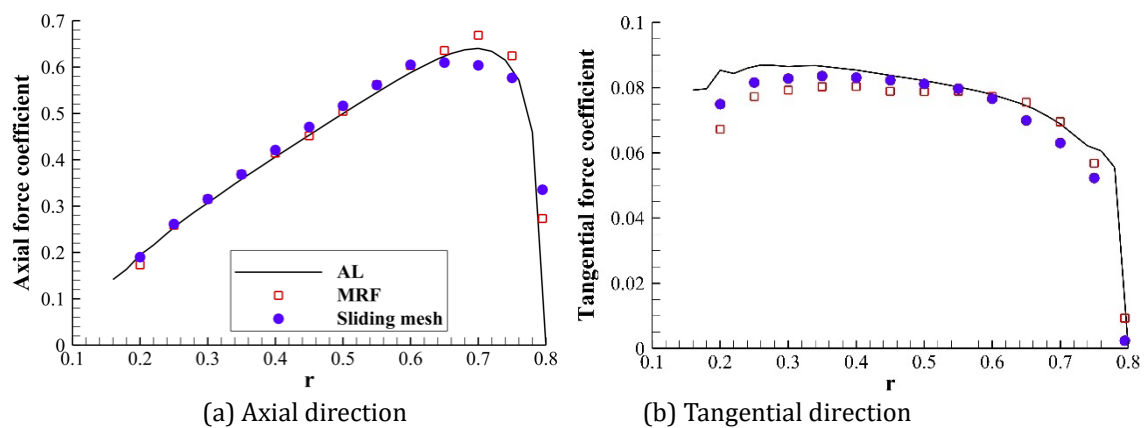 Axial force coefficient
0.7
0.6
0.5
0.4
0.3
0.2
0.1
0
AL
MRF
Sliding mesh
0.1 0.2 0.3 0.4 0.5 0.6 0.7 0.8
r
(a) Axial direction
Tangential force coefficient
0.1
0.08
0.06
0.04
0.02
0
0.1 0.2 0.3 0.4 0.5 0.6 0.7 0.8
r
(b) Tangential direction